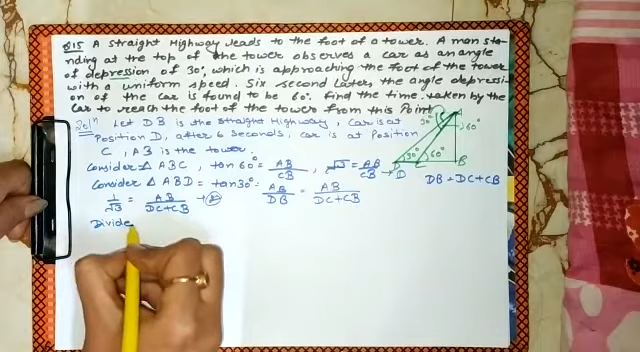 Q15 A straight Highway leads to the foot of a tower. A man sta-
nding at the top of the tower observes a car as an angle
of depression of 30°, which is approaching the foot of the tower
with a uniform speed. Six second later, the angle depressi-
on of the car is found to be 60°. Find the time taken by the
car to reach the foot of the tower from this Point
Solⁿ Let DB is the straight Highway, car is at
Position D, after 6 seconds, car is at Position
C, AB is the tower.
Consider △ ABC, tan 60° = AB/CB, √3 = AB/CB →
Consider △ ABD = tan 30° = AB/DB = AB/DC+CB
1/√3 = AB/DC+CB → ②
Divide
30° 60°
30° 60° B
D
DB = DC + CB